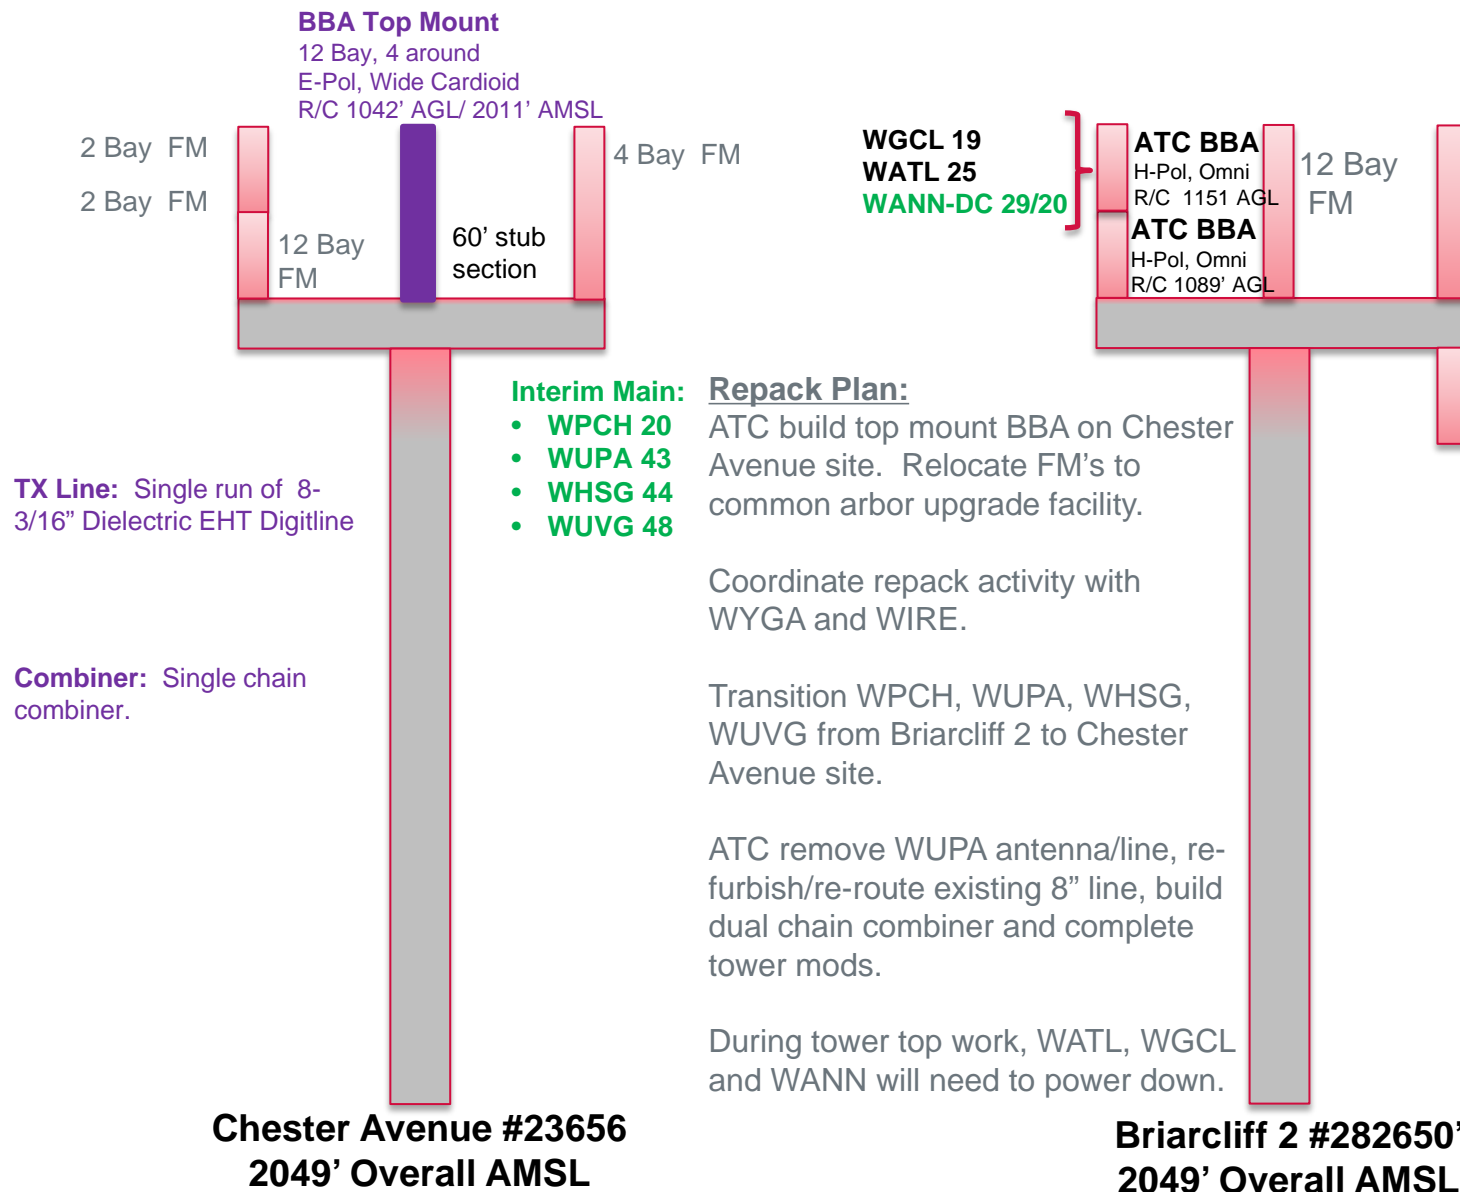 BBA Top Mount
12 Bay, 4 around
E-Pol, Wide Cardioid
R/C 1042’ AGL/ 2011’ AMSL
2 Bay FM
2 Bay FM
12 Bay
FM
60’ stub
section
4 Bay FM
WGCL 19
WATL 25
WANN-DC 29/20
ATC BBA
H-Pol, Omni
R/C 1151 AGL
ATC BBA
H-Pol, Omni
R/C 1089’ AGL
12 Bay
FM
TX Line: Single run of 8-
3/16” Dielectric EHT Digitline
Combiner: Single chain
combiner.
Interim Main:
• WPCH 20
• WUPA 43
• WHSG 44
• WUVG 48
Repack Plan:
ATC build top mount BBA on Chester
Avenue site. Relocate FM’s to
common arbor upgrade facility.
Coordinate repack activity with
WYGA and WIRE.
Transition WPCH, WUPA, WHSG,
WUVG from Briarcliff 2 to Chester
Avenue site.
ATC remove WUPA antenna/line, re-
furbish/re-route existing 8” line, build
dual chain combiner and complete
tower mods.
During tower top work, WATL, WGCL
and WANN will need to power down.
Chester Avenue #23656
2049’ Overall AMSL
Briarcliff 2 #282650’
2049’ Overall AMSL